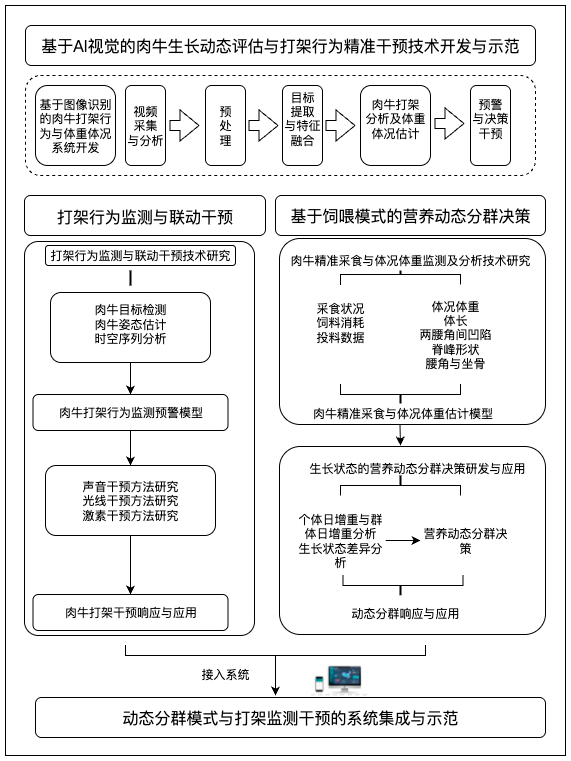 基于AI视觉的肉牛生长动态评估与打架行为精准干预技术开发与示范
基于图像识别
的肉牛打架行
为与体重体况
系统开发
视频
采集
与分析
预
处
理
目标
提取
与特征
融合
肉牛打架
分析及体重
体况估计
预警
与决策
干预
打架行为监测与联动干预
打架行为监测与联动干预技术研究
肉牛目标检测
肉牛姿态估计
时空序列分析
肉牛打架行为监测预警模型
声音干预方法研究
光线干预方法研究
激素干预方法研究
肉牛打架干预响应与应用
基于饲喂模式的营养动态分群决策
肉牛精准采食与体况体重监测及分析技术研究
采食状况
饲料消耗
投料数据
体况体重
体长
两腰角间凹陷
脊峰形状
腰角与坐骨
肉牛精准采食与体况体重估计模型
生长状态的营养动态分群决策研发与应用
个体日增重与群
体日增重分析
生长状态差异分
析
营养动态分群决
策
动态分群响应与应用
接入系统
动态分群模式与打架监测干预的系统集成与示范